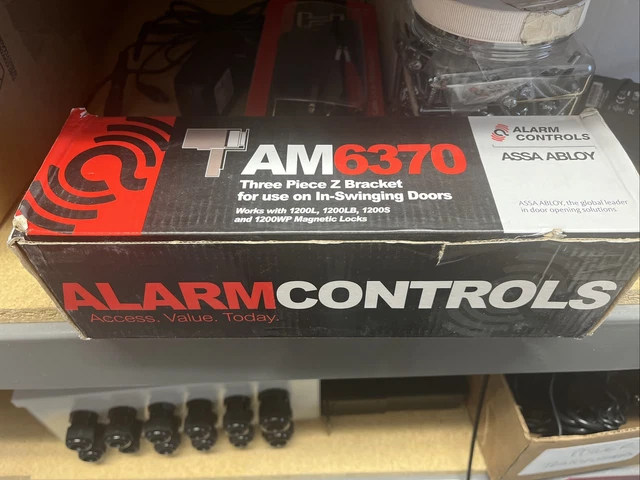 AM6370
Three Piece Z Bracket
for use on In-Swinging Doors
Works with 1200L, 1200LB, 1200S
and 1200WP Magnetic Locks
ALARM
CONTROLS
ASSA ABLOY
ASSA ABLOY, the global leader
in door opening solutions
ALARMCONTROLS
Access. Value. Today.